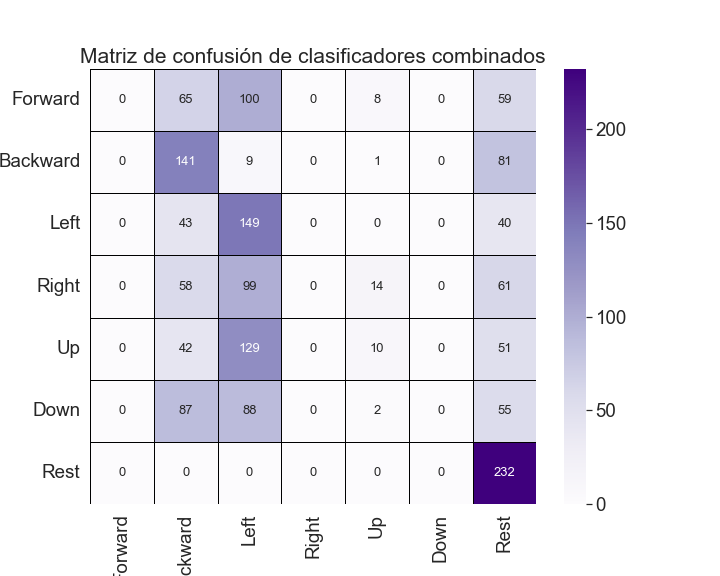 Matriz de confusión de clasificadores combinados
Forward 0 65 100 0 8 0 59
Backward 0 141 9 0 1 0 81
Left 0 43 149 0 0 0 40
Right 0 58 99 0 14 0 61
Up 0 42 129 0 10 0 51
Down 0 87 88 0 2 0 55
Rest 0 0 0 0 0 0 232
Forward ckward Left Right Up Down Rest
200
150
100
50
0